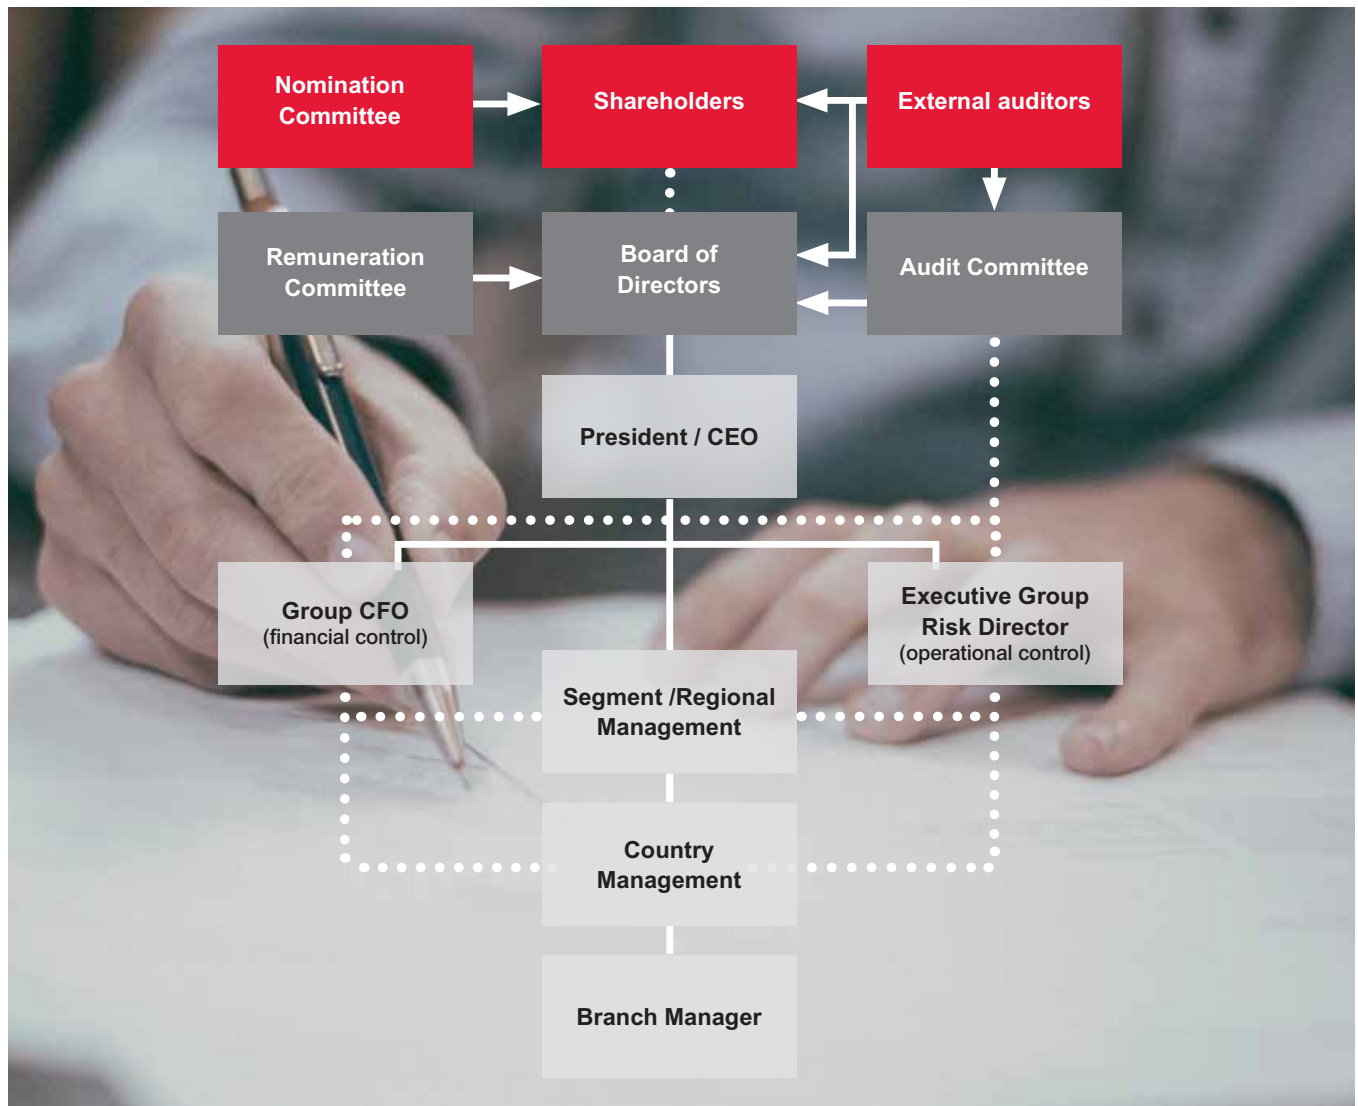 Nomination
Committee
Shareholders
External auditors
Remuneration
Committee
Board of
Directors
Audit Committee
President / CEO
Group CFO
(financial control)
Executive Group
Risk Director
(operational control)
Segment /Regional
Management
Country
Management
Branch Manager